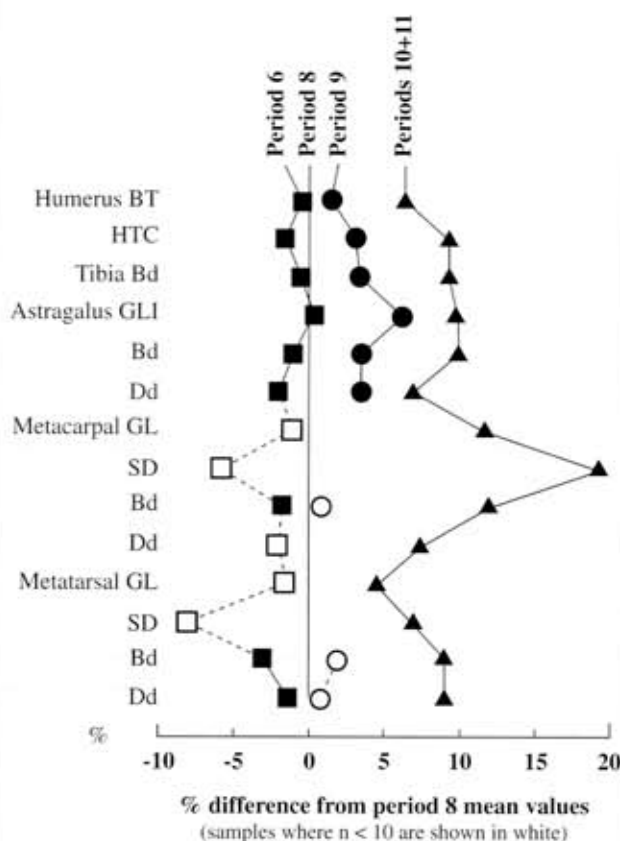 Period 6
Period 8
Period 9
Periods 10+11
Humerus BT
HTC
Tibia Bd
Astragalus GLI
Bd
Dd
Metacarpal GL
SD
Bd
Dd
Metatarsal GL
SD
Bd
Dd
%
-10 -5 0 5 10 15 20
% difference from period 8 mean values
(samples where n < 10 are shown in white)